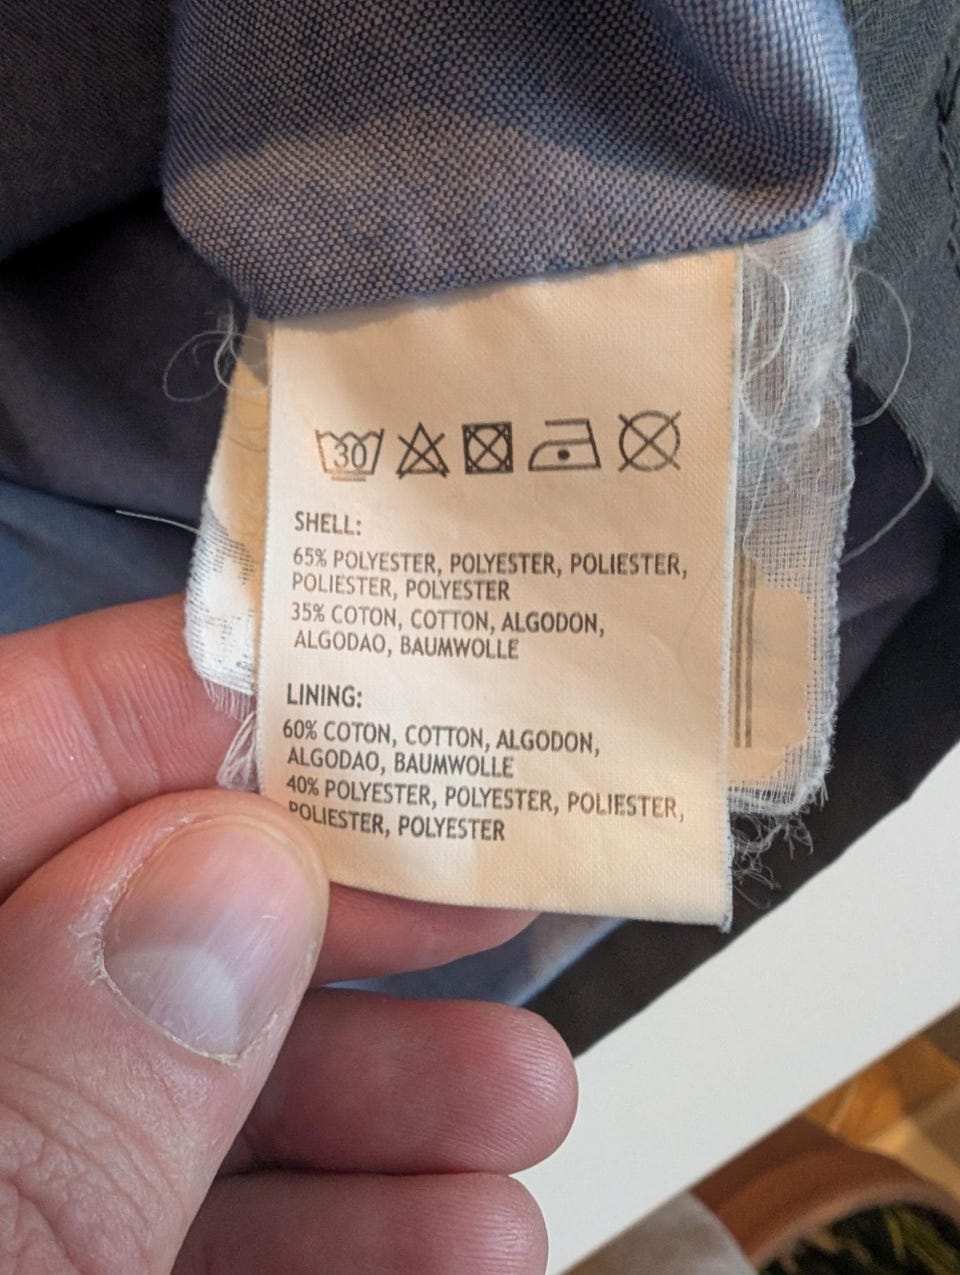 30
SHELL:
65% POLYESTER, POLYESTER, POLIESTER,
POLIESTER, POLYESTER
35% COTON, COTTON, ALGODON,
ALGODAO, BAUMWOLLE
LINING:
60% COTON, COTTON, ALGODON,
ALGODAO, BAUMWOLLE
40% POLYESTER, POLYESTER, POLIESTER,
POLIESTER, POLYESTER